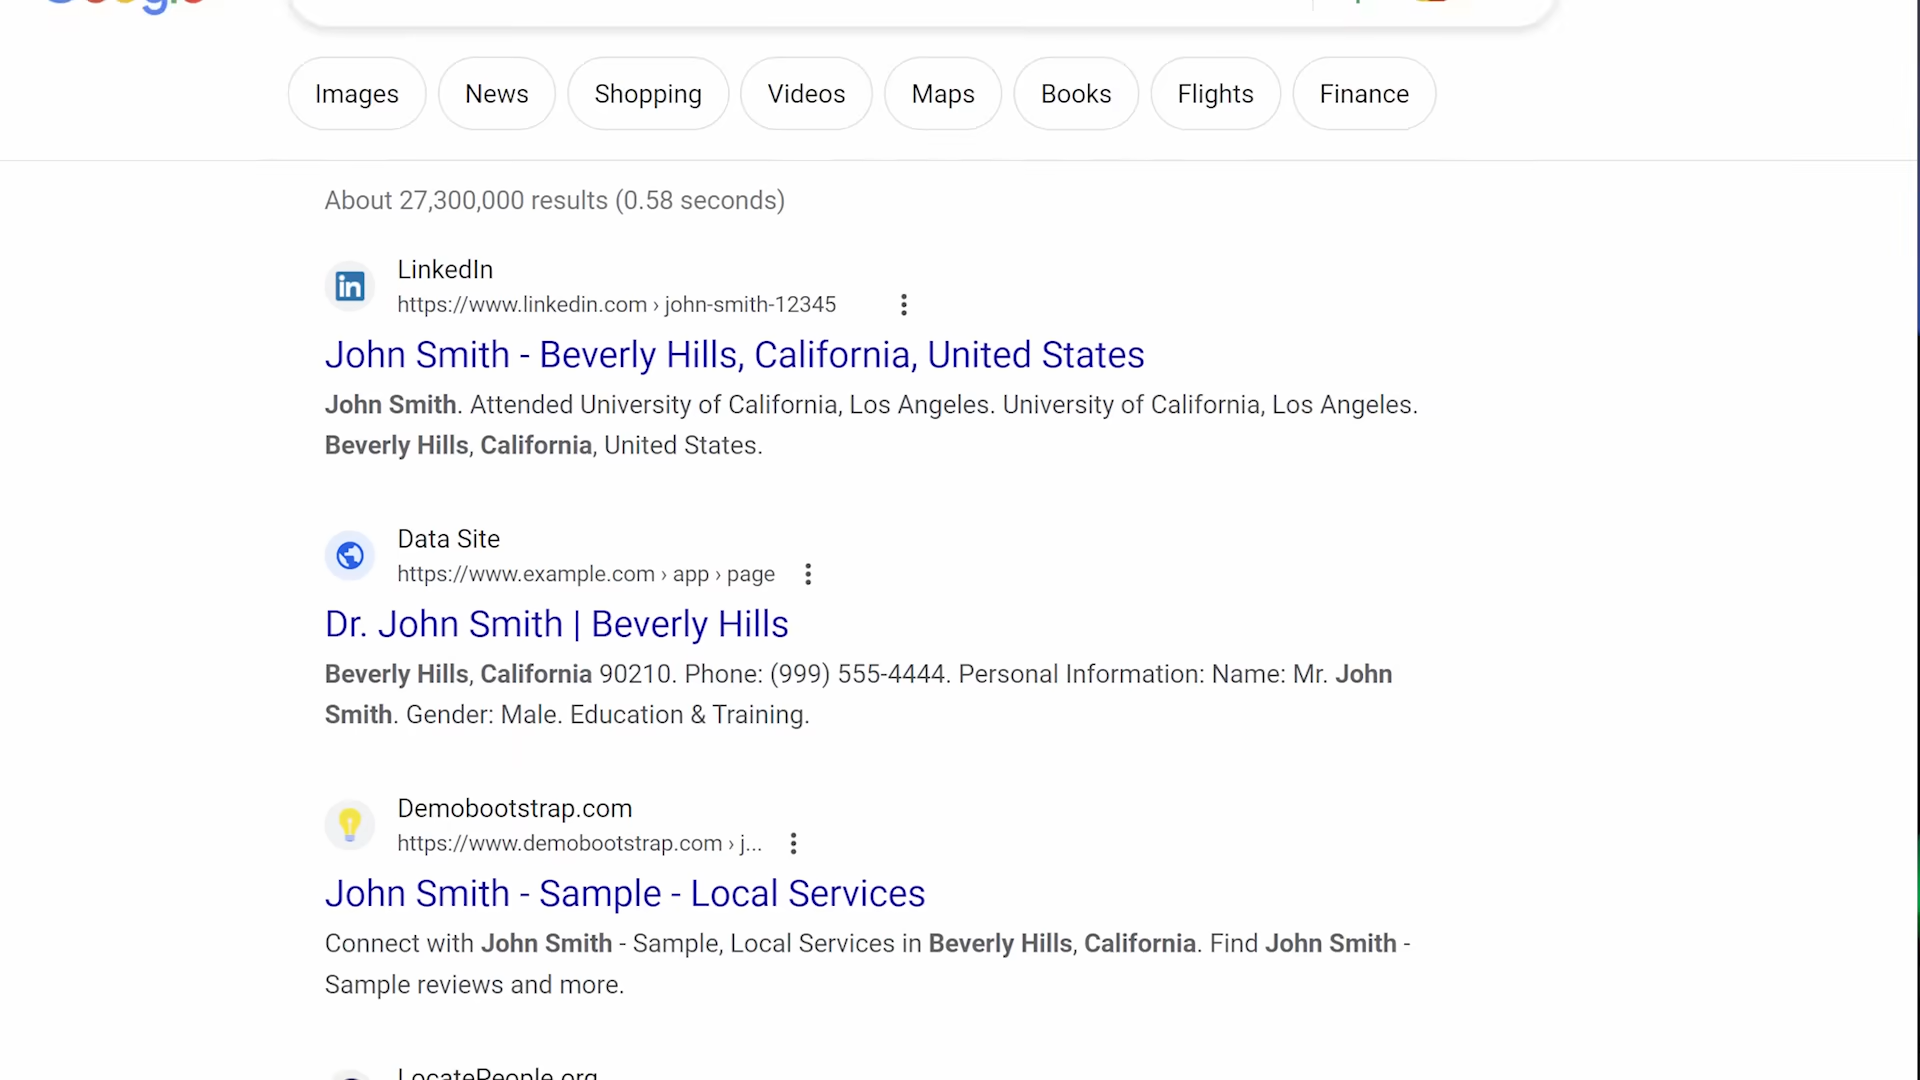 Google
Images News Shopping Videos Maps Books Flights Finance
About 27,300,000 results (0.58 seconds)
LinkedIn
https://www.linkedin.com › john-smith-12345
John Smith - Beverly Hills, California, United States
John Smith. Attended University of California, Los Angeles. University of California, Los Angeles.
Beverly Hills, California, United States.
Data Site
https://www.example.com › app › page
Dr. John Smith | Beverly Hills
Beverly Hills, California 90210. Phone: (999) 555-4444. Personal Information: Name: Mr. John
Smith. Gender: Male. Education & Training.
Demobootstrap.com
https://www.demobootstrap.com › j...
John Smith - Sample - Local Services
Connect with John Smith - Sample, Local Services in Beverly Hills, California. Find John Smith -
Sample reviews and more.
LocatePeople.org